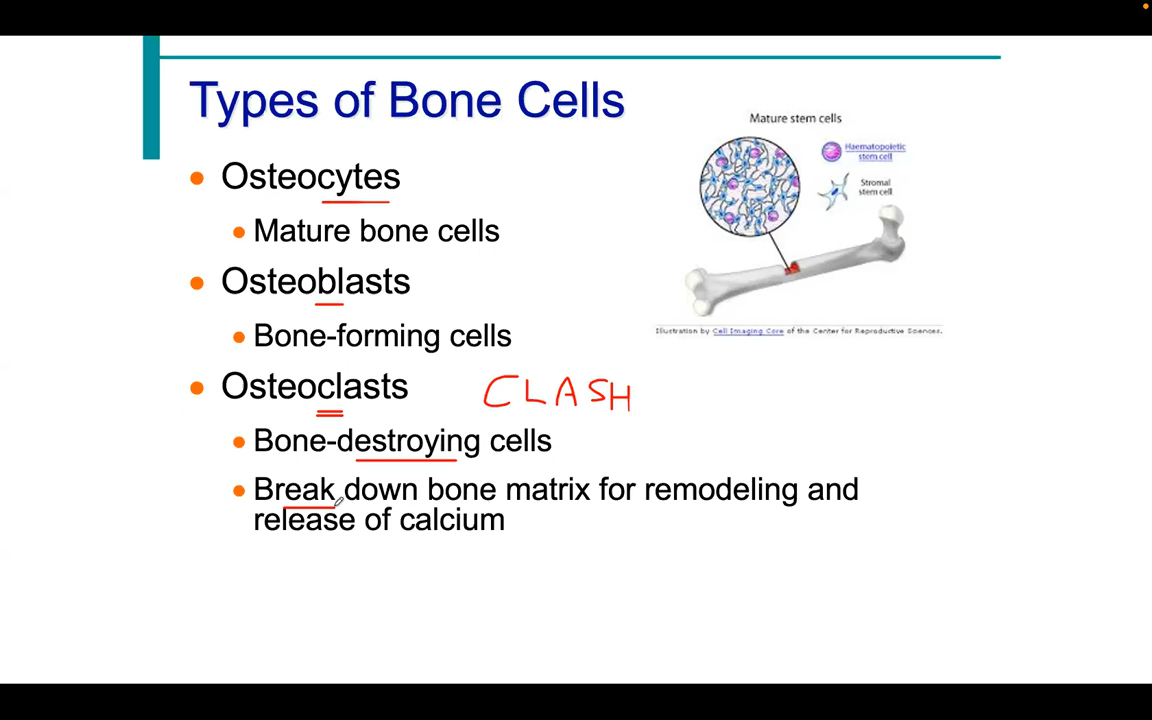 Types of Bone Cells
Mature stem cells
Haematopoietic
stem cell
Stromal
stem cell
Illustration by Cell Imaging Core of the Center for Reproductive Sciences.
• Osteocytes
• Mature bone cells
• Osteoblasts
• Bone-forming cells
• Osteoclasts CLASH
• Bone-destroying cells
• Break down bone matrix for remodeling and
release of calcium